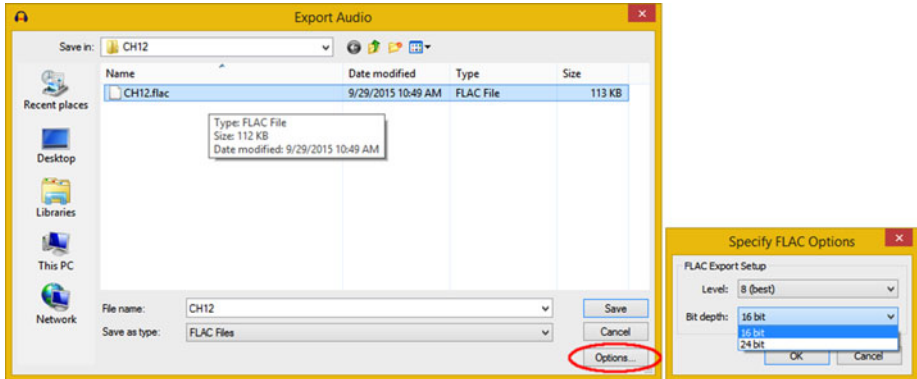 Export Audio
Save in: CH12
Name Date modified Type Size
CH12.flac 9/29/2015 10:49 AM FLAC File 113 KB
Type: FLAC File
Size: 112 KB
Date modified: 9/29/2015 10:49 AM
Recent places
Desktop
Libraries
This PC
Network
File name: CH12 Save
Save as type: FLAC Files Cancel
Options...
Specify FLAC Options
FLAC Export Setup
Level: 8 (best)
Bit depth: 16 bit
16 bit
24 bit
OK Cancel